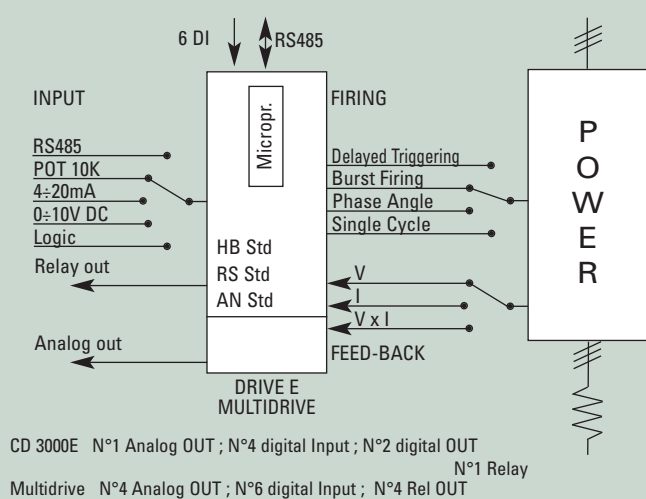 6 DI
RS485
INPUT
FIRING
Micropr.
RS485
POT 10K
4÷20mA
0÷10V DC
Logic
Relay out
Analog out
HB Std
RS Std
AN Std
Delayed Triggering
Burst Firing
Phase Angle
Single Cycle
V
I
V x I
FEED-BACK
POWER
DRIVE E
MULTIDRIVE
CD 3000E N°1 Analog OUT ; N°4 digital Input ; N°2 digital OUT
N°1 Relay
Multidrive N°4 Analog OUT ; N°6 digital Input ; N°4 Rel OUT